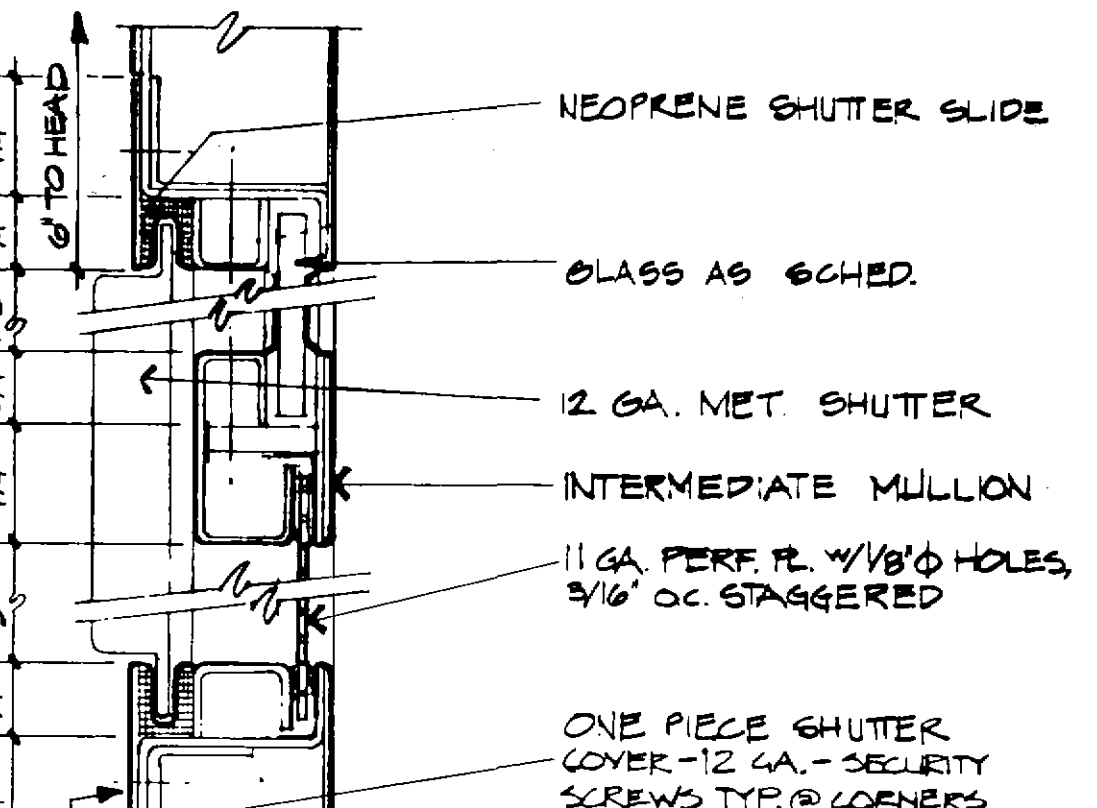 6" TO HEAD
NEOPRENE SHUTTER SLIDE
GLASS AS SCHED.
12 GA. MET. SHUTTER
INTERMEDIATE MULLION
11 GA. PERF. PL. W/1/8"Φ HOLES,
3/16" O.C. STAGGERED
ONE PIECE SHUTTER
COVER-12 GA.- SECURITY
SCREWS TYP. @ CORNERS